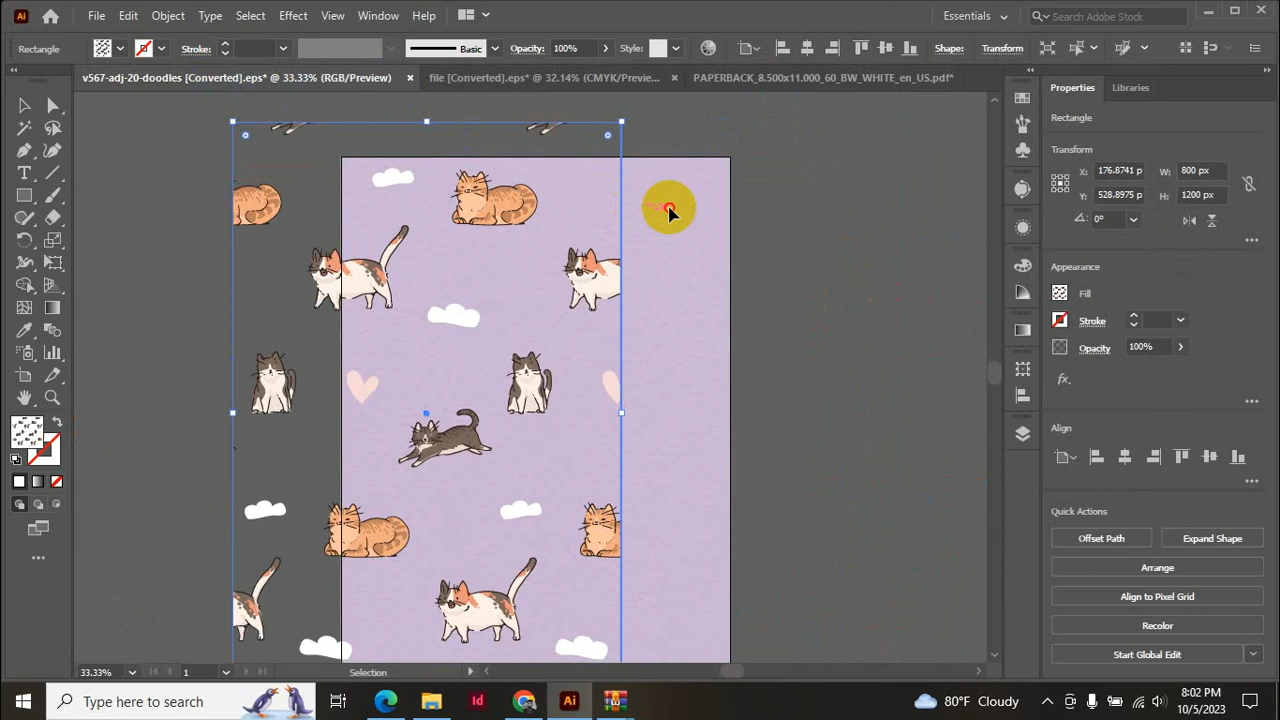 Ai File Edit Object Type Select Effect View Window Help Essentials Search Adobe Stock
Rectangle Stroke: Basic Opacity: 100% Style: Shape: Transform
v567-adj-20-doodles [Converted].eps* @ 33.33% (RGB/Preview) × file [Converted].eps* @ 32.14% (CMYK/Previe... × PAPERBACK_8.500x11.000_60_BW_WHITE_en_US.pdf*
Properties Libraries
Rectangle
Transform
X: 176.8741 p W: 800 px
Y: 528.8975 p H: 1200 px
0°
Appearance
Fill
Stroke
Opacity 100%
fx.
Align
Quick Actions
Offset Path Expand Shape
Arrange
Align to Pixel Grid
Recolor
Start Global Edit
33.33% 1 Selection
Type here to search Id Ai 80°F Cloudy 8:02 PM
10/5/2023